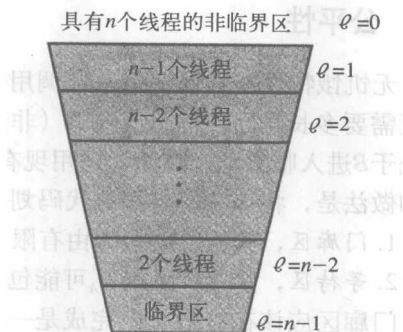 具有n个线程的非临界区 ℓ=0
n−1个线程 ℓ=1
n−2个线程 ℓ=2
2个线程 ℓ=n−2
临界区 ℓ=n−1